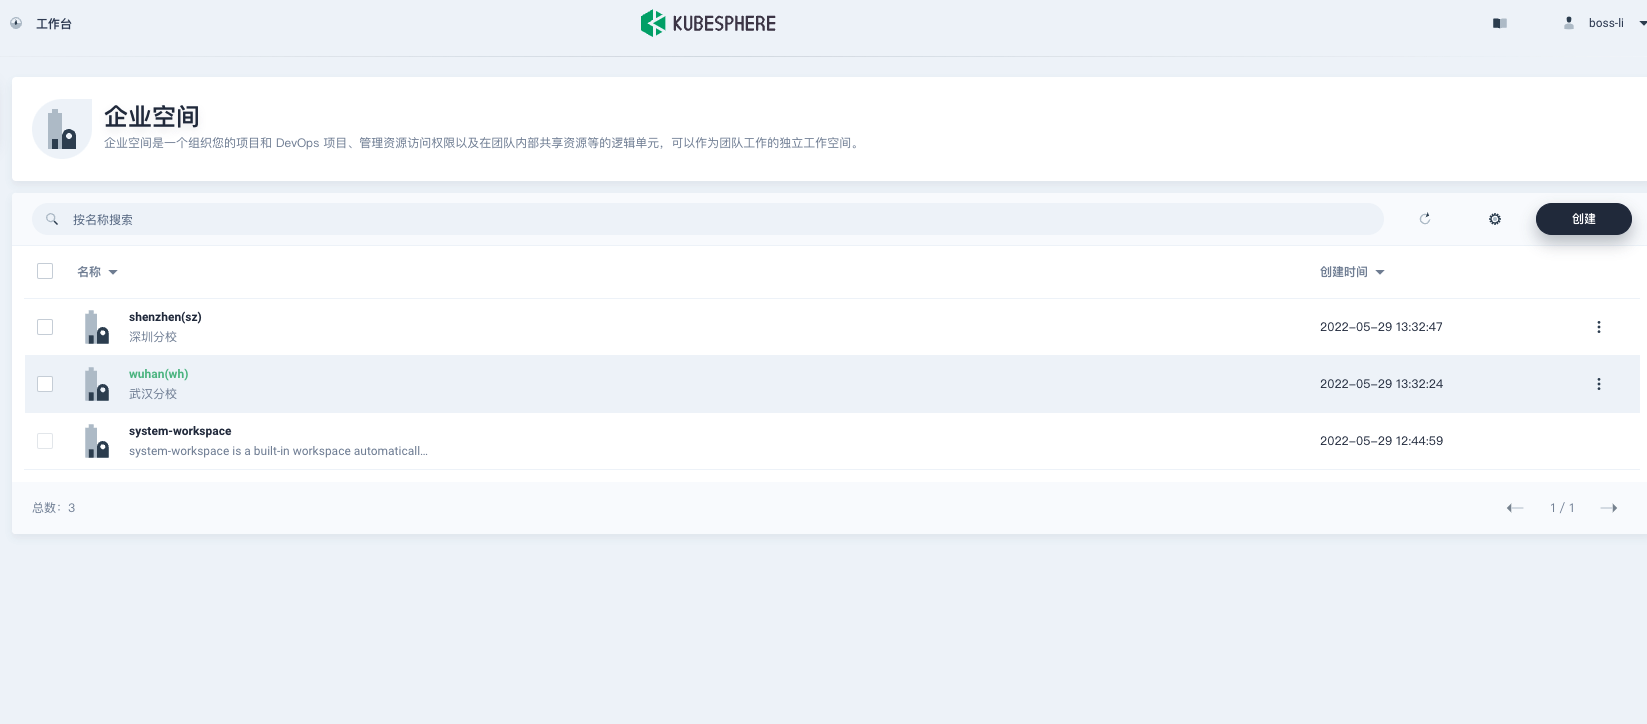 工作台
KUBESPHERE
boss-li
企业空间
企业空间是一个组织您的项目和 DevOps 项目、管理资源访问权限以及在团队内部共享资源等的逻辑单元，可以作为团队工作的独立工作空间。
按名称搜索
创建
名称
创建时间
shenzhen(sz)
深圳分校
2022-05-29 13:32:47
wuhan(wh)
武汉分校
2022-05-29 13:32:24
system-workspace
system-workspace is a built-in workspace automaticall...
2022-05-29 12:44:59
总数：3
1 / 1